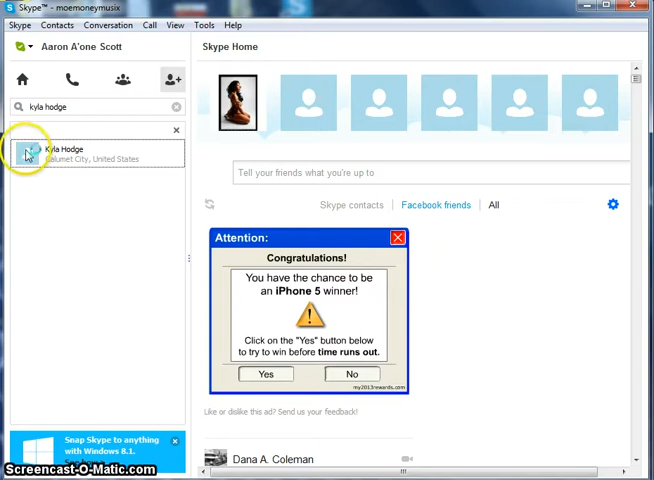 Skype™ - moemoneymusix
Skype Contacts Conversation Call View Tools Help
Aaron A'one Scott
Skype Home
kyla hodge
Kyla Hodge
Calumet City, United States
Tell your friends what you're up to
Skype contacts Facebook friends All
Attention:
Congratulations!
You have the chance to be
an iPhone 5 winner!
Click on the "Yes" button below
to try to win before time runs out.
Yes No
my2013rewards.com
Like or dislike this ad? Send us your feedback!
Snap Skype to anything
with Windows 8.1.
Dana A. Coleman
Screencast-O-Matic.com